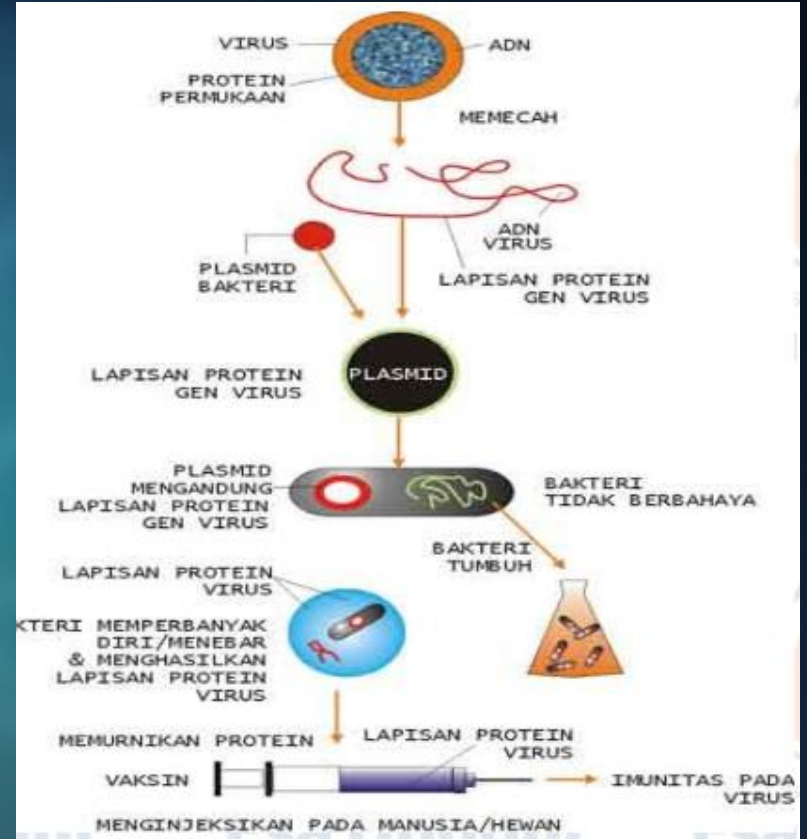 VIRUS
ADN
PROTEIN
PERMUKAAN
MEMECAH
ADN
VIRUS
PLASMID
BAKTERI
LAPISAN PROTEIN
GEN VIRUS
LAPISAN PROTEIN
GEN VIRUS
PLASMID
PLASMID
MENGANDUNG
LAPISAN PROTEIN
GEN VIRUS
BAKTERI
TIDAK BERBAHAYA
BAKTERI
TUMBUH
LAPISAN PROTEIN
VIRUS
KTERI MEMPERBANYAK
DIRI/MENEBAR
& MENGHASILKAN
LAPISAN PROTEIN
VIRUS
MEMURNIKAN PROTEIN
LAPISAN PROTEIN
VIRUS
VAKSIN
IMUNITAS PADA
VIRUS
MENGINJEKSIKAN PADA MANUSIA/HEWAN